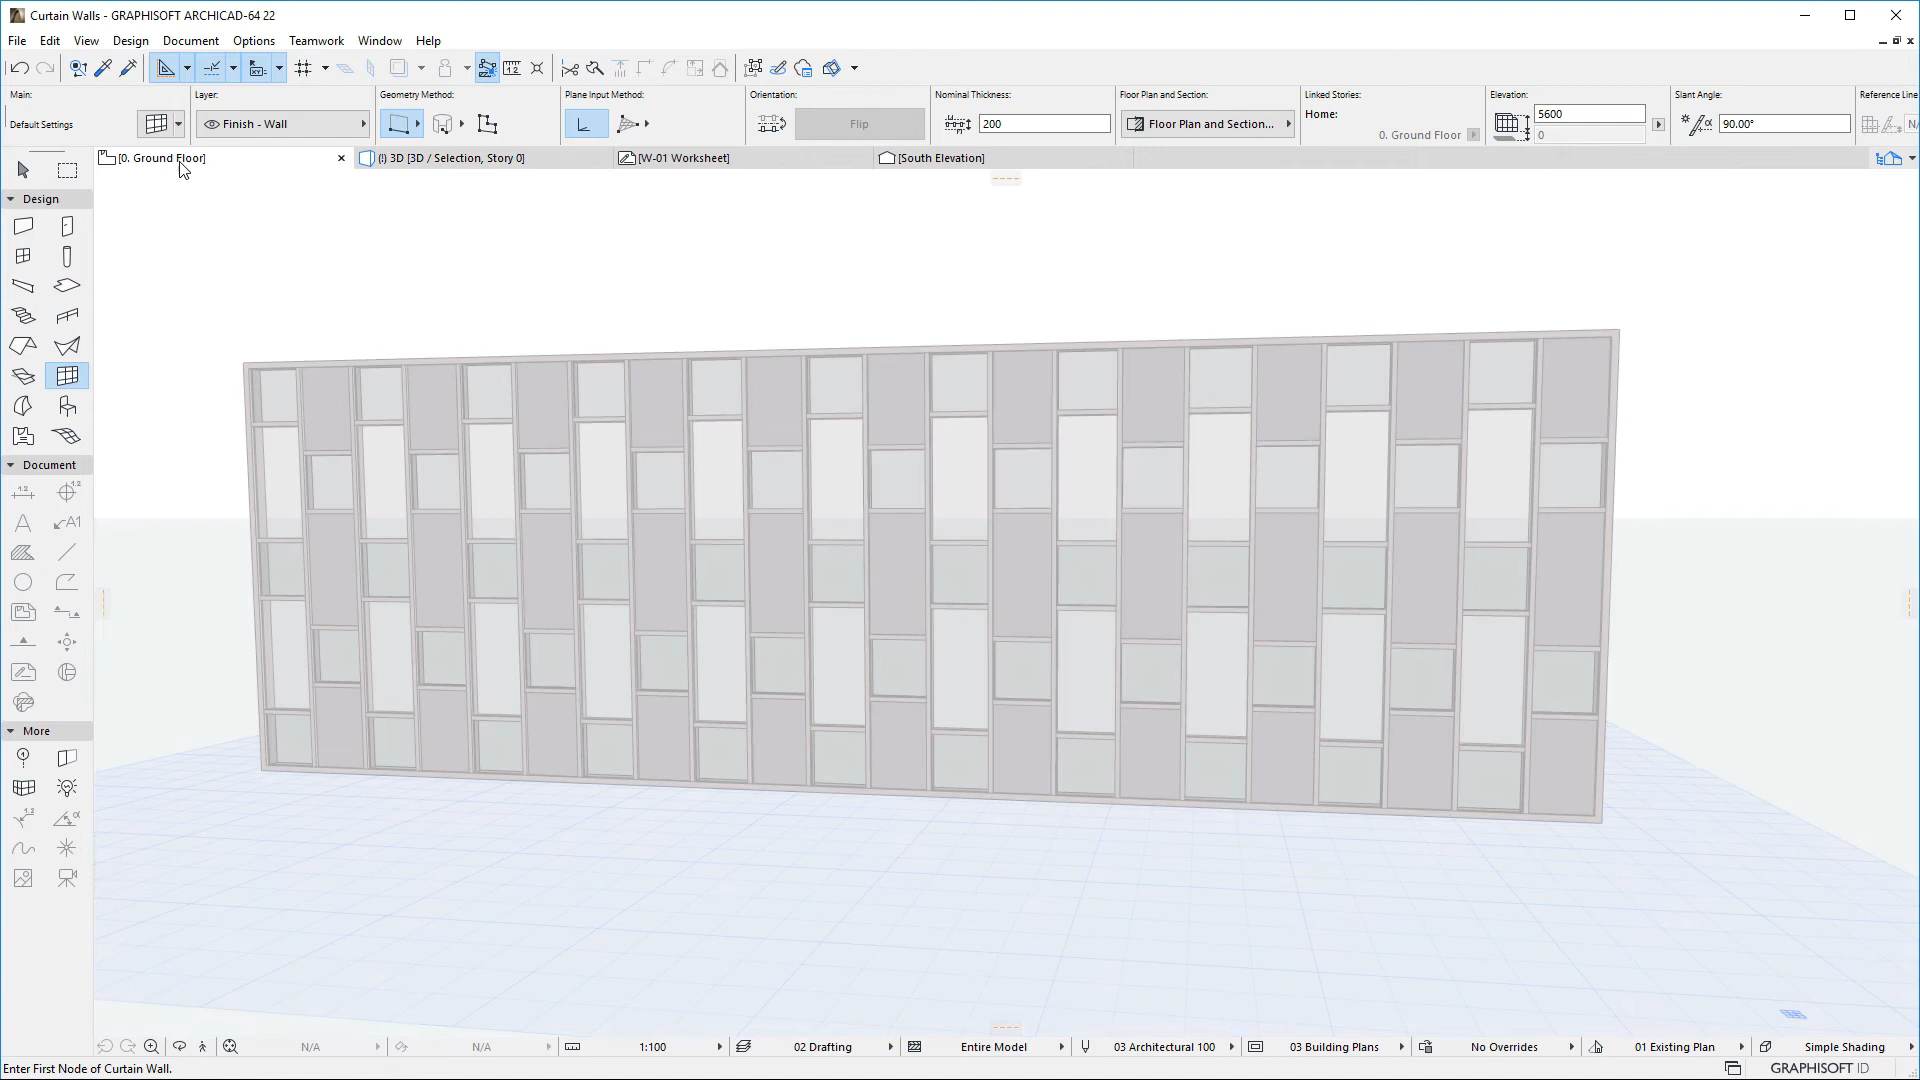 Curtain Walls - GRAPHISOFT ARCHICAD-64 22
File Edit View Design Document Options Teamwork Window Help
Main: Layer: Geometry Method: Plane Input Method: Orientation: Nominal Thickness: Floor Plan and Section: Linked Stories: Elevation: Slant Angle: Reference Line
Default Settings Finish - Wall Flip 200 Floor Plan and Section... Home: 5600 90.00°
0. Ground Floor 0
[0. Ground Floor] (!) 3D [3D / Selection, Story 0] [W-01 Worksheet] [South Elevation]
Design
Document
More
N/A N/A 1:100 02 Drafting Entire Model 03 Architectural 100 03 Building Plans No Overrides 01 Existing Plan Simple Shading
Enter First Node of Curtain Wall. GRAPHISOFT ID